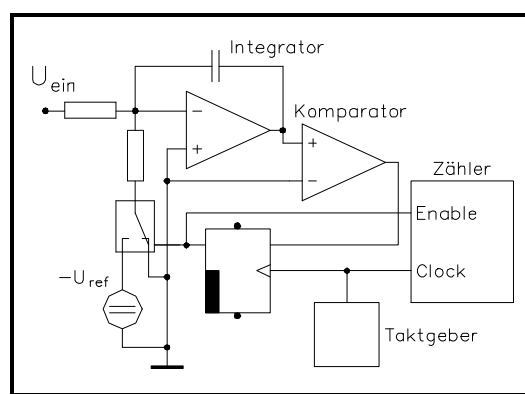 Integrator
U ein
Komparator
Zähler
Enable
-U ref
Clock
Taktgeber